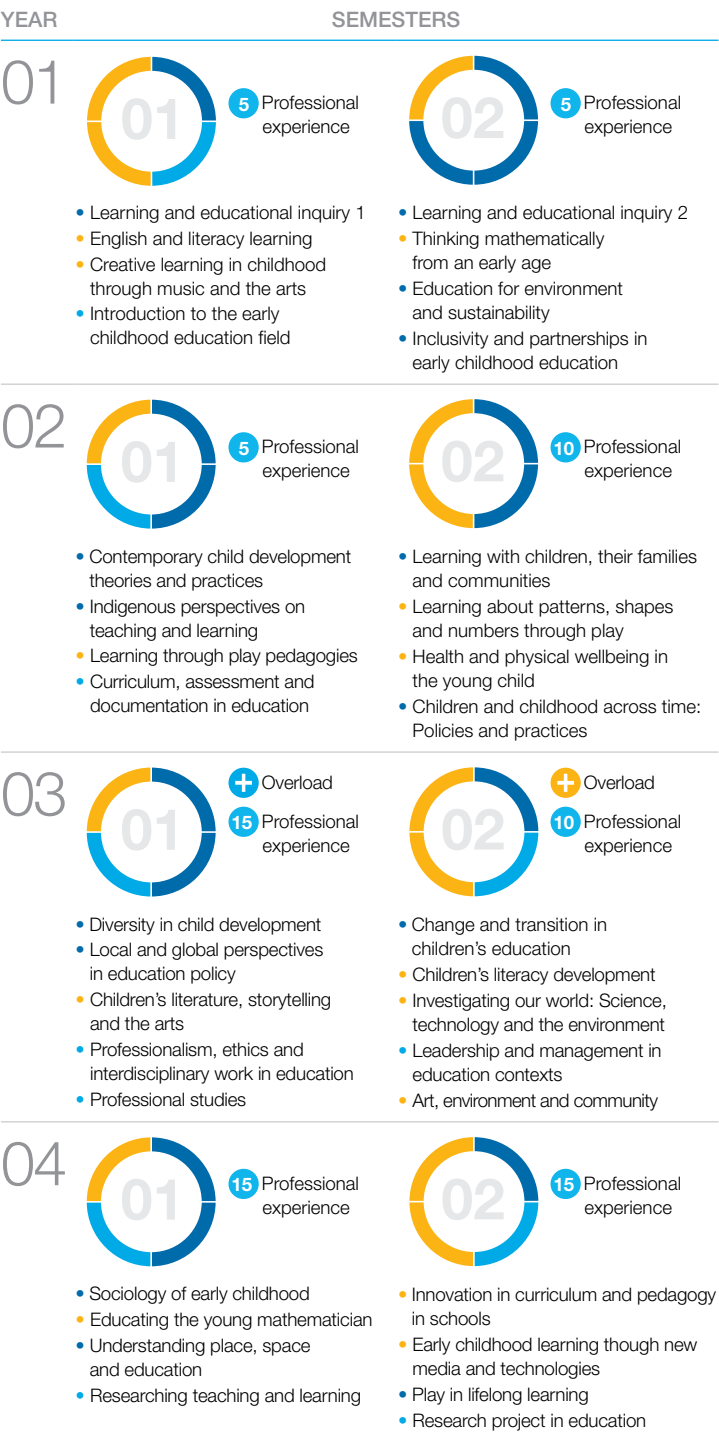 YEAR
SEMESTERS
01
01
5 Professional
experience
• Learning and educational inquiry 1
• English and literacy learning
• Creative learning in childhood
through music and the arts
• Introduction to the early
childhood education field
02
5 Professional
experience
• Learning and educational inquiry 2
• Thinking mathematically
from an early age
• Education for environment
and sustainability
• Inclusivity and partnerships in
early childhood education
02
01
5 Professional
experience
• Contemporary child development
theories and practices
• Indigenous perspectives on
teaching and learning
• Learning through play pedagogies
• Curriculum, assessment and
documentation in education
02
10 Professional
experience
• Learning with children, their families
and communities
• Learning about patterns, shapes
and numbers through play
• Health and physical wellbeing in
the young child
• Children and childhood across time:
Policies and practices
03
01
+ Overload
15 Professional
experience
• Diversity in child development
• Local and global perspectives
in education policy
• Children's literature, storytelling
and the arts
• Professionalism, ethics and
interdisciplinary work in education
• Professional studies
02
+ Overload
10 Professional
experience
• Change and transition in
children's education
• Children's literacy development
• Investigating our world: Science,
technology and the environment
• Leadership and management in
education contexts
• Art, environment and community
04
01
15 Professional
experience
• Sociology of early childhood
• Educating the young mathematician
• Understanding place, space
and education
• Researching teaching and learning
02
15 Professional
experience
• Innovation in curriculum and pedagogy
in schools
• Early childhood learning though new
media and technologies
• Play in lifelong learning
• Research project in education